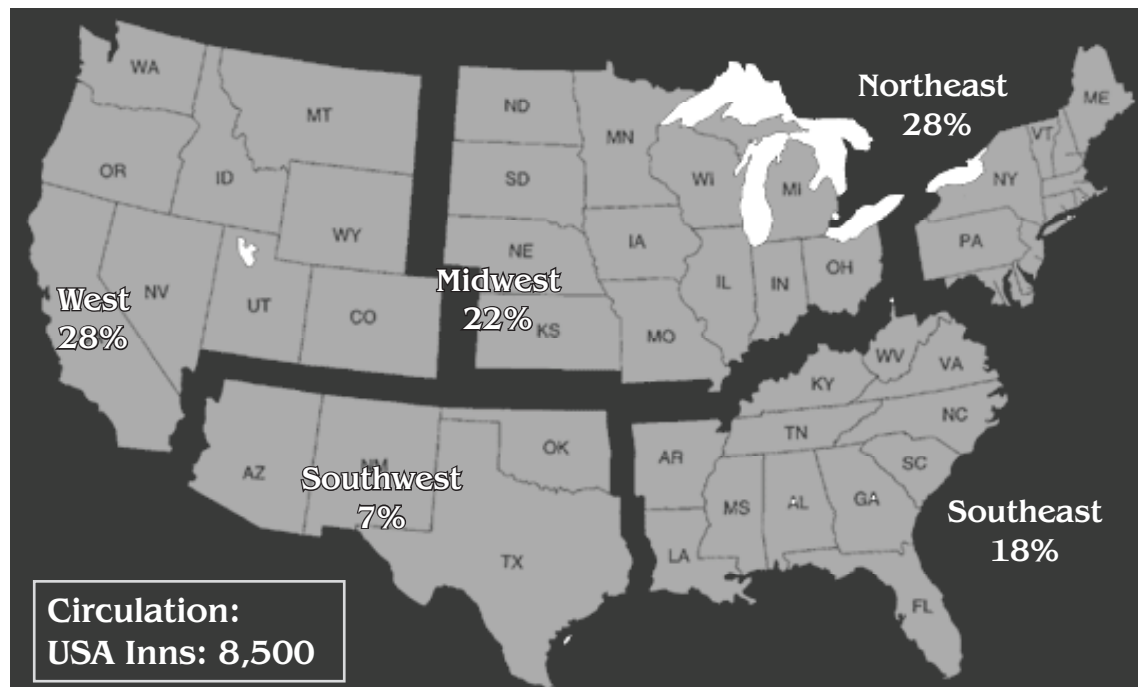 WA
MT
ND
MN
Northeast
28%
ME
VT
OR
ID
SD
WI
MI
NY
WY
NE
IA
PA
West
28%
NV
UT
CO
Midwest
22%
KS
IL
IN
OH
MO
WV
VA
KY
NC
TN
AZ
NM
OK
AR
SC
Southwest
7%
MS
AL
GA
Southeast
18%
TX
LA
FL
Circulation:
USA Inns: 8,500